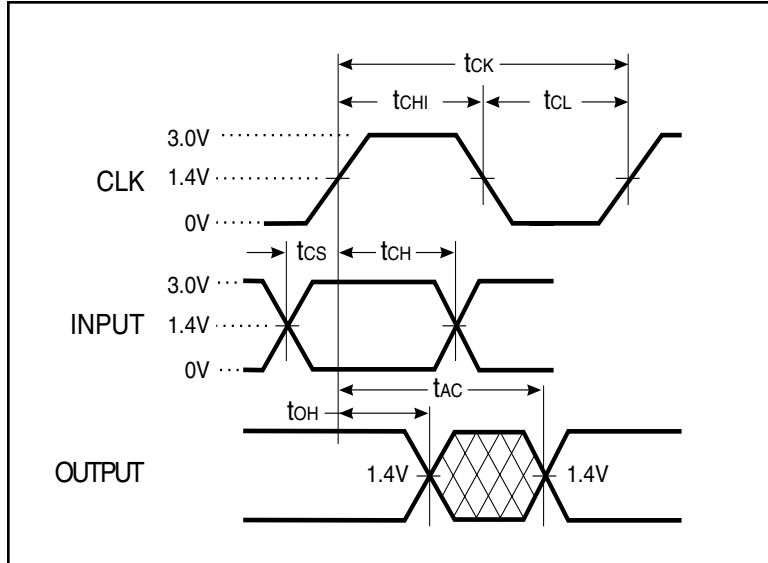 tCK
tCHI tCL
3.0V
CLK 1.4V
0V
tCS tCH
3.0V
INPUT 1.4V
0V
tAC
tOH
OUTPUT 1.4V 1.4V